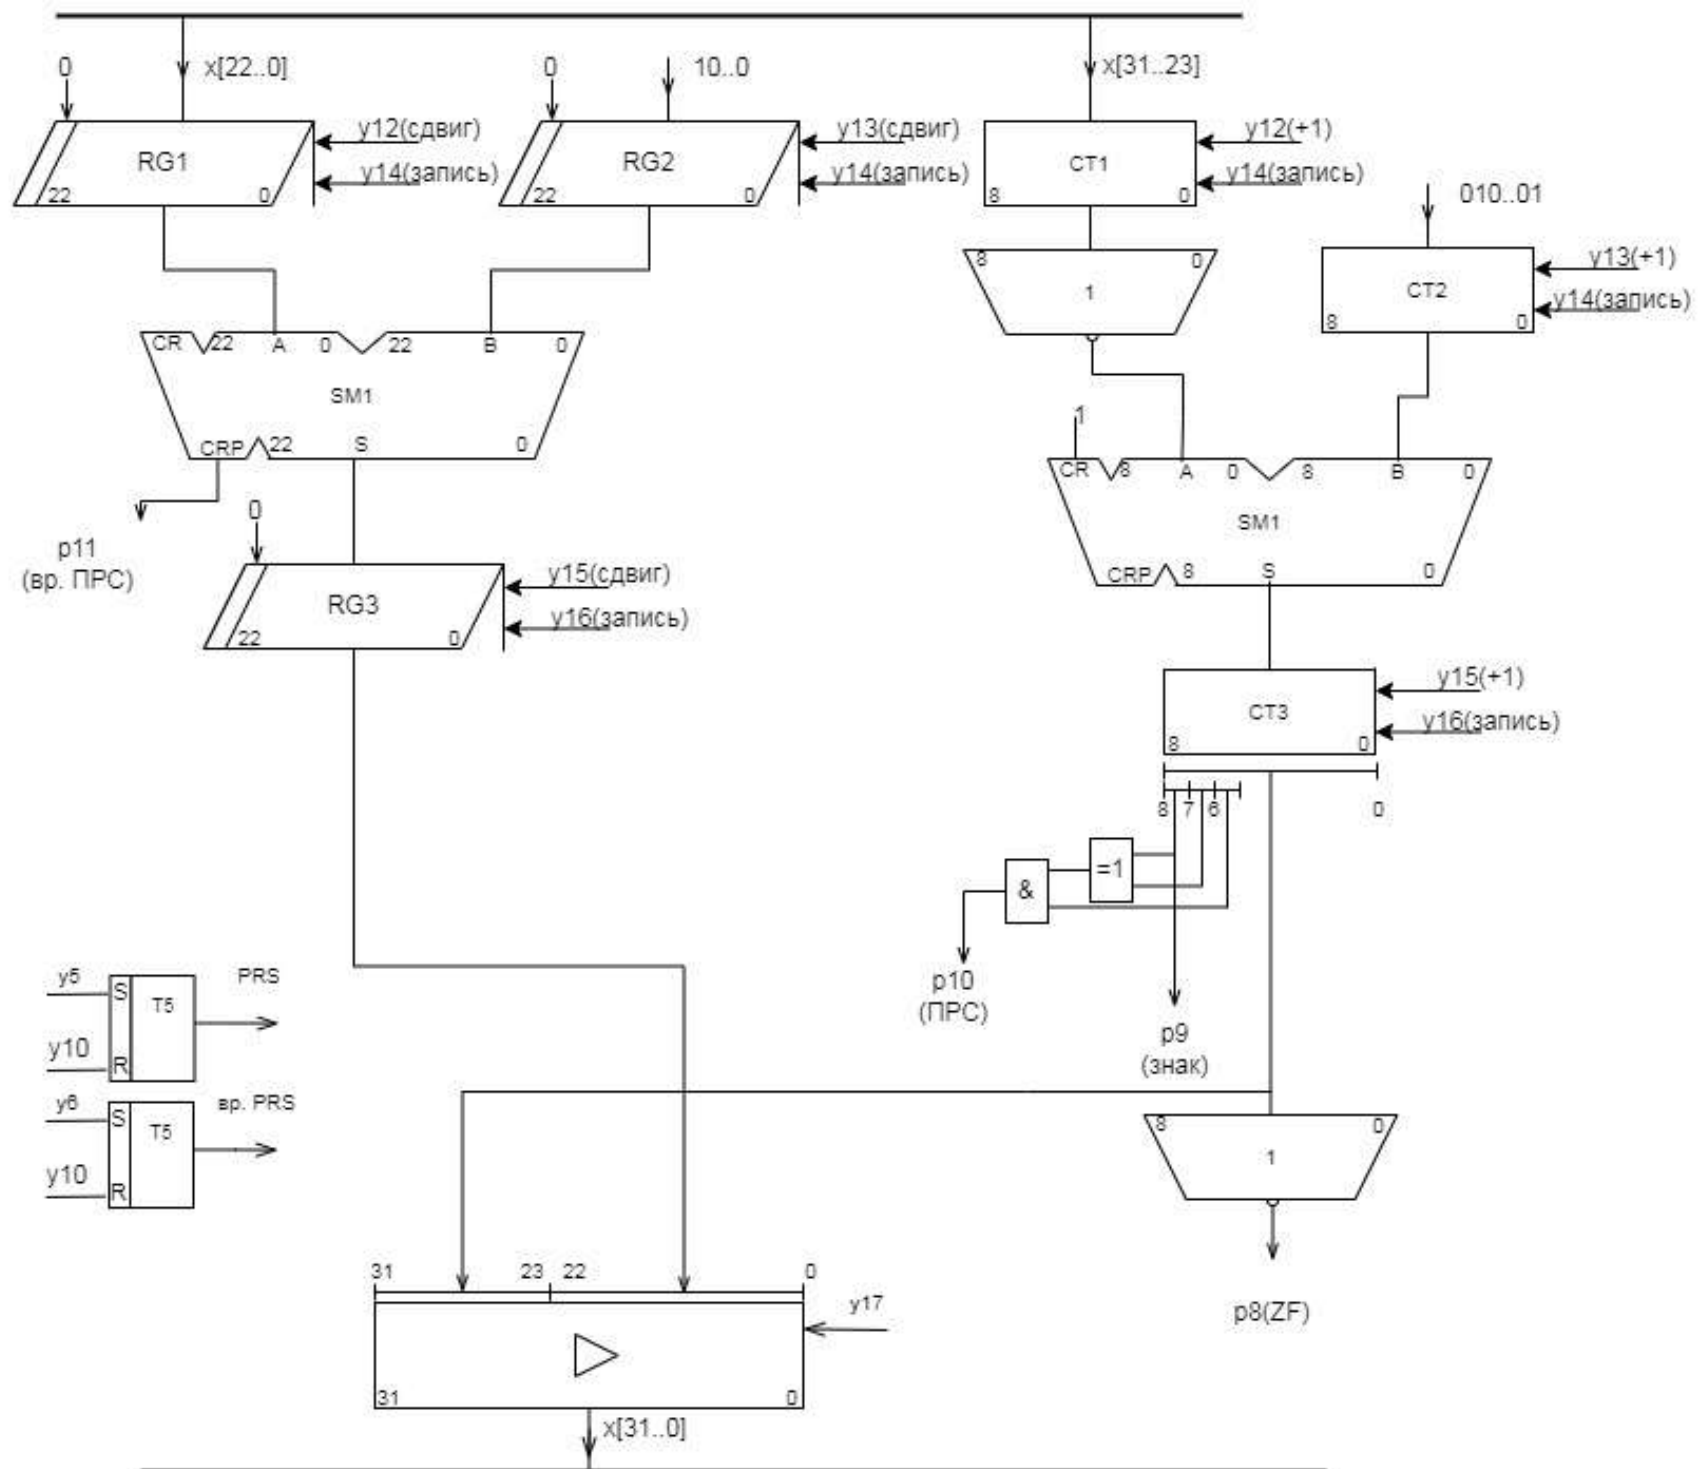 0
x[22..0]
0
10..0
x[31..23]
y12(сдвиг)
y14(запись)
RG1
22
0
y13(сдвиг)
y14(запись)
RG2
22
0
y12(+1)
y14(запись)
CT1
8
0
010..01
8
0
1
y13(+1)
y14(запись)
CT2
8
0
CR
22
A
0
22
B
0
SM1
CRP
22
S
0
p11
(вр. ПРС)
1
CR
8
A
0
8
B
0
SM1
CRP
8
S
0
0
y15(сдвиг)
y16(запись)
RG3
22
0
y15(+1)
y16(запись)
CT3
8
0
8
7
6
0
=1
&
p10
(ПРС)
p9
(знак)
y5
S
T5
PRS
y10
R
y6
S
T5
вр. PRS
y10
R
8
0
1
p8(ZF)
31
23
22
0
y17
31
0
x[31..0]